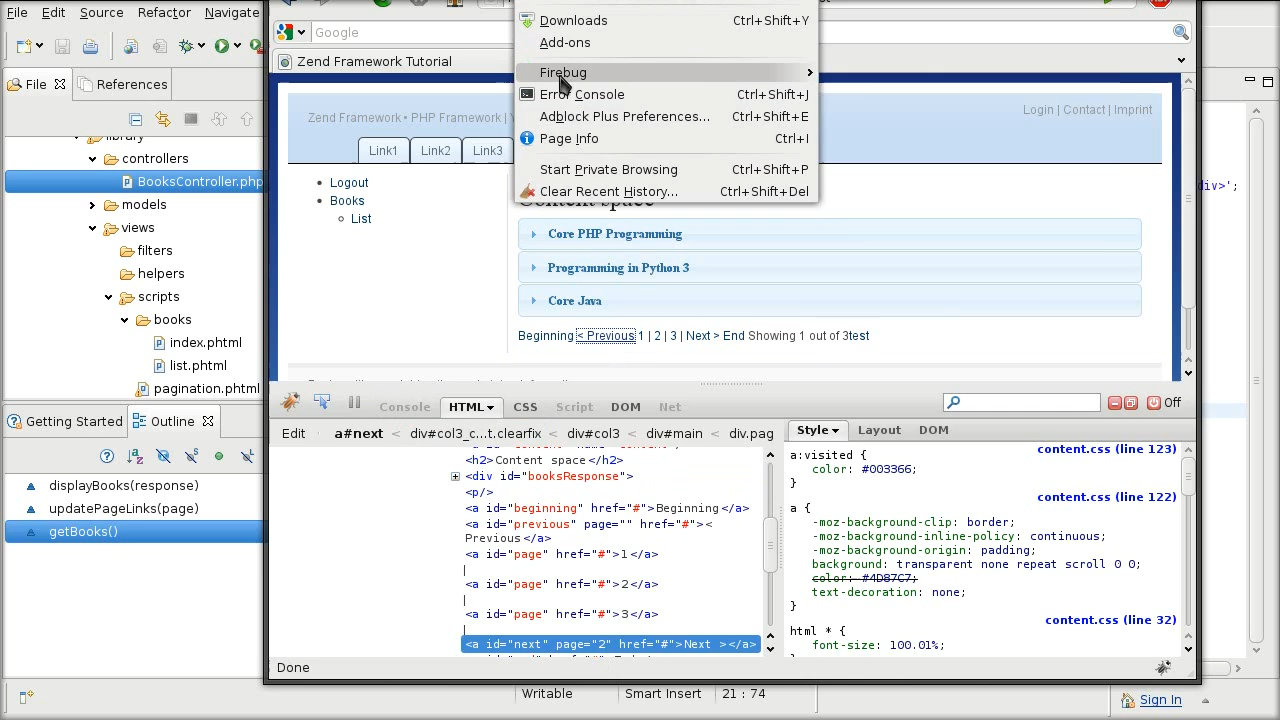 File
Edit
Source
Refactor
Navigate
File
References
controllers
BooksController.php
models
views
filters
helpers
scripts
books
index.phtml
list.phtml
pagination.phtml
Getting Started
Outline
displayBooks(response)
updatePageLinks(page)
getBooks()
Downloads Ctrl+Shift+Y
Add-ons
Firebug
Error Console Ctrl+Shift+J
Adblock Plus Preferences... Ctrl+Shift+E
Page Info Ctrl+I
Start Private Browsing Ctrl+Shift+P
Clear Recent History... Ctrl+Shift+Del
Google
Zend Framework Tutorial
Zend Framework • PHP Framework |
Login | Contact | Imprint
Link1
Link2
Link3
Logout
Books
List
Content space
Core PHP Programming
Programming in Python 3
Core Java
Beginning < Previous 1 | 2 | 3 | Next > End Showing 1 out of 3test
Console
HTML
CSS
Script
DOM
Net
Off
Edit
a#next < div#col3_c...t.clearfix < div#col3 < div#main < div.pag
<h2>Content space</h2>
<div id="booksResponse">
<p/>
<a id="beginning" href="#">Beginning</a>
<a id="previous" page="" href="#"><
Previous</a>
<a id="page" href="#">1</a>
|
<a id="page" href="#">2</a>
|
<a id="page" href="#">3</a>
|
<a id="next" page="2" href="#">Next ></a>
Style
Layout
DOM
a:visited {
content.css (line 123)
color: #003366;
}
content.css (line 122)
a {
-moz-background-clip: border;
-moz-background-inline-policy: continuous;
-moz-background-origin: padding;
background: transparent none repeat scroll 0 0;
color: #4D87C7;
text-decoration: none;
}
content.css (line 32)
html * {
font-size: 100.01%;
Done
div>';
Writable
Smart Insert
21 : 74
Sign In